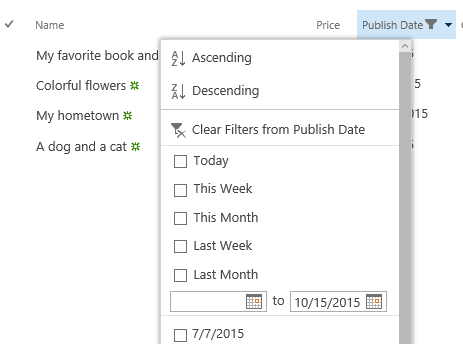 Name Price Publish Date
My favorite book and
Colorful flowers 5
My hometown 015
A dog and a cat
Ascending
Descending
Clear Filters from Publish Date
Today
This Week
This Month
Last Week
Last Month
to 10/15/2015
7/7/2015